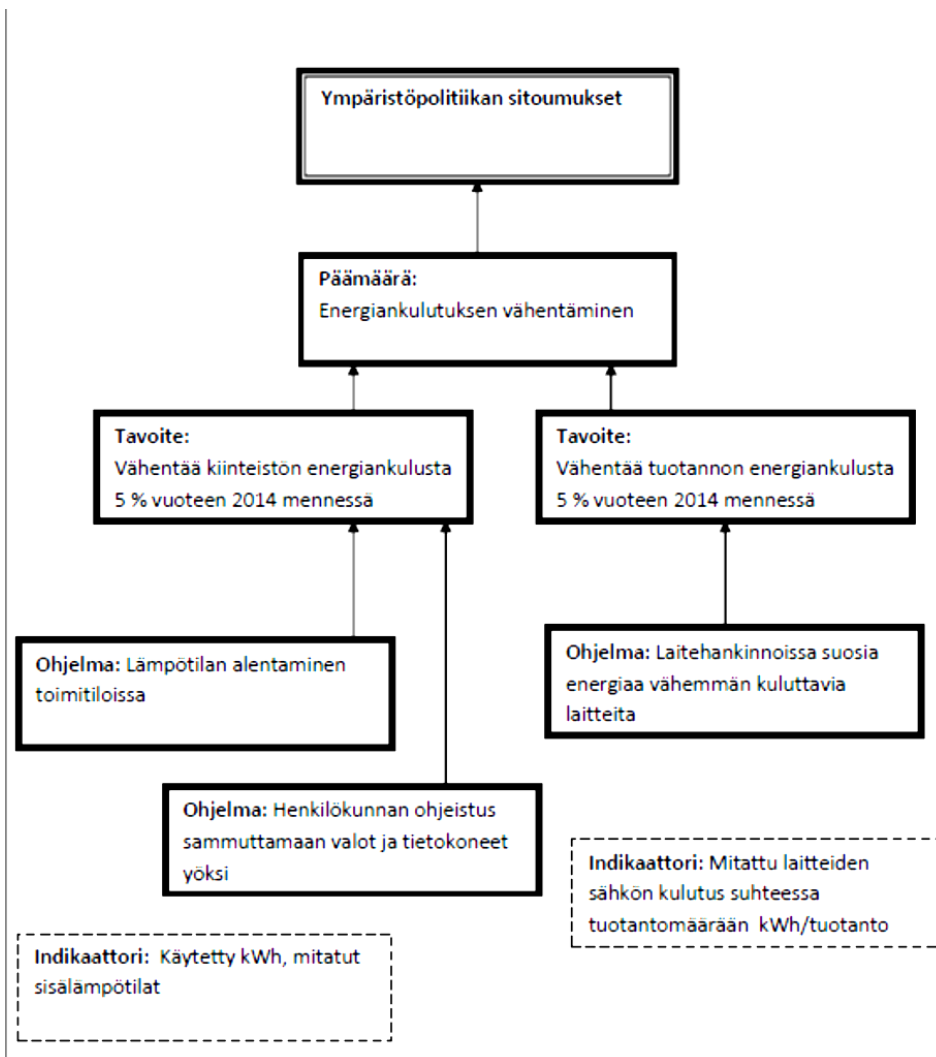 Ympäristöpolitiikan sitoumukset
Päämäärä:
Energiankulutuksen vähentäminen
Tavoite:
Vähentää kiinteistön energiankulusta
5 % vuoteen 2014 mennessä
Tavoite:
Vähentää tuotannon energiankulusta
5 % vuoteen 2014 mennessä
Ohjelma: Lämpötilan alentaminen
toimitiloissa
Ohjelma: Laitehankinnoissa suosia
energiaa vähemmän kuluttavia
laitteita
Ohjelma: Henkilökunnan ohjeistus
sammuttamaan valot ja tietokoneet
yöksi
Indikaattori: Mitattu laitteiden
sähkön kulutus suhteessa
tuotantomäärään kWh/tuotanto
Indikaattori: Käytetty kWh, mitatut
sisälämpötilat